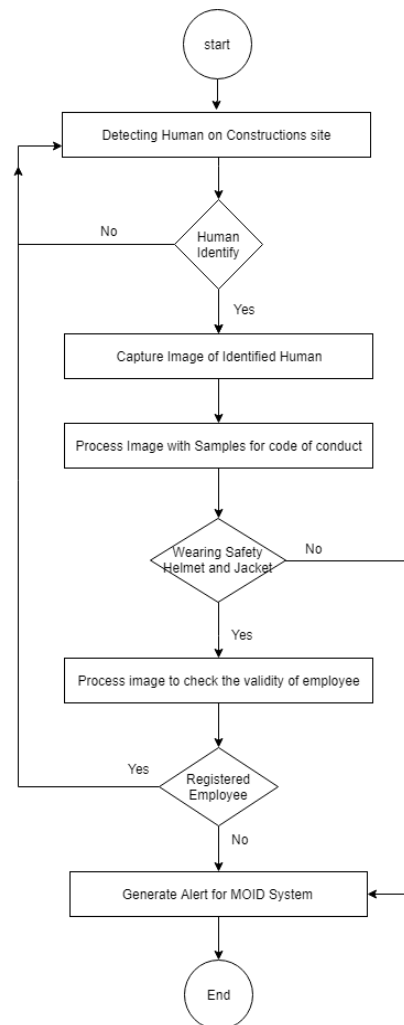 start
Detecting Human on Constructions site
No
Human
Identify
Yes
Capture Image of Identified Human
Process Image with Samples for code of conduct
Wearing Safety
Helmet and Jacket
No
Yes
Process image to check the validity of employee
Yes
Registered
Employee
No
Generate Alert for MOID System
End